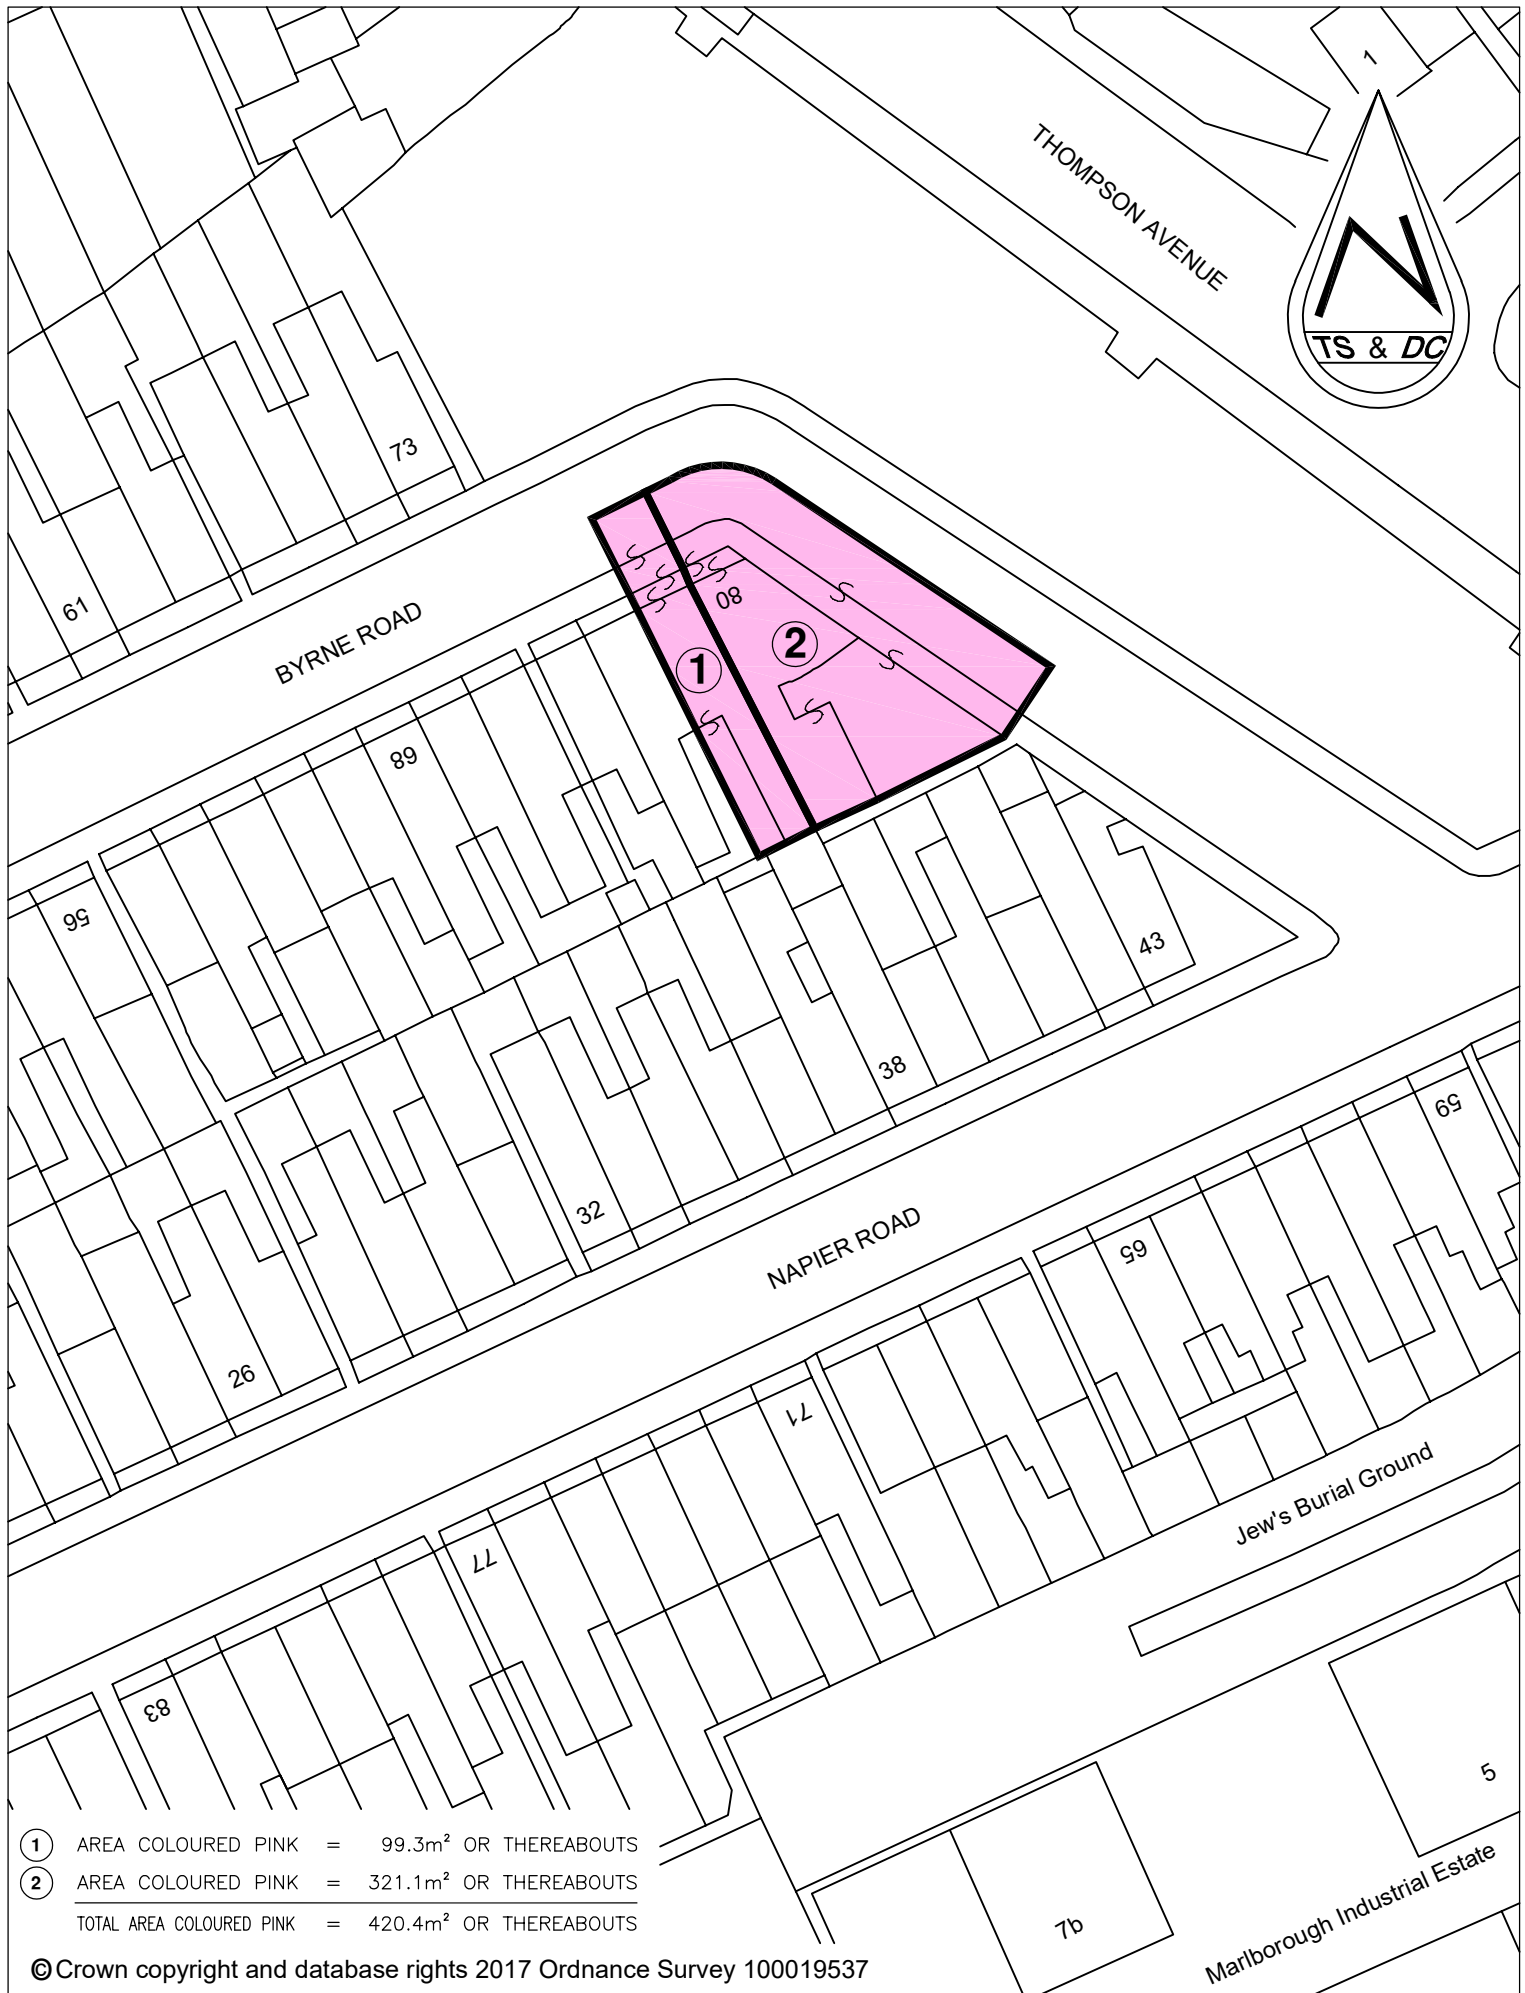 1
THOMPSON AVENUE
TS & DC
73
61
BYRNE ROAD
80
2
1
68
56
43
38
32
26
59
NAPIER ROAD
65
71
77
83
Jew's Burial Ground
5
7b
Marlborough Industrial Estate
1 AREA COLOURED PINK = 99.3m² OR THEREABOUTS
2 AREA COLOURED PINK = 321.1m² OR THEREABOUTS
TOTAL AREA COLOURED PINK = 420.4m² OR THEREABOUTS
© Crown copyright and database rights 2017 Ordnance Survey 100019537